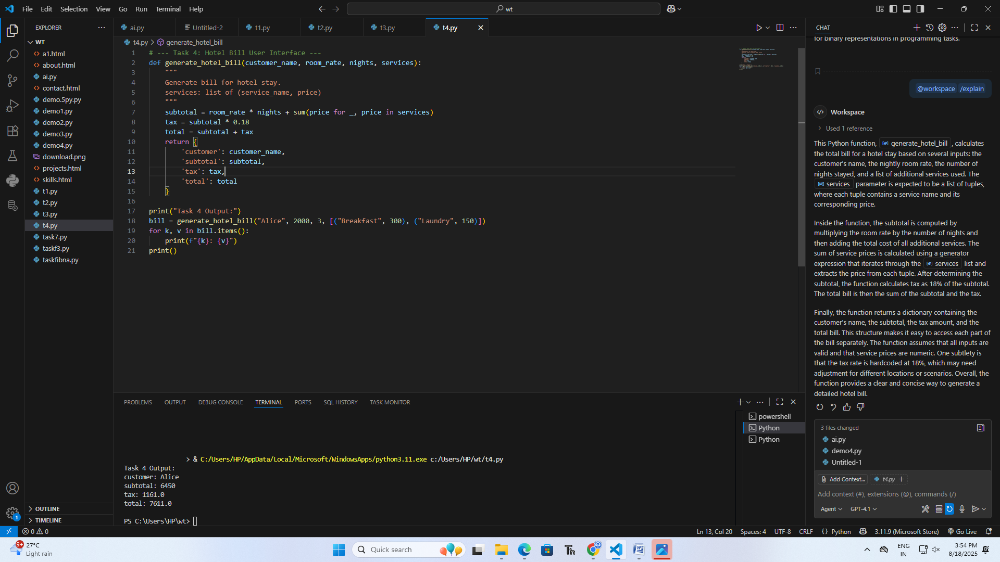 File Edit Selection View Go Run Terminal Help
wt
EXPLORER
WT
a1.html
about.html
ai.py
contact.html
demo.5py.py
demo1.py
demo2.py
demo3.py
demo4.py
download.png
projects.html
skills.html
t1.py
t2.py
t3.py
t4.py
task7.py
taskf3.py
taskfibna.py
OUTLINE
TIMELINE
ai.py Untitled-2 t1.py t2.py t3.py t4.py
t4.py > generate_hotel_bill
1 # --- Task 4: Hotel Bill User Interface ---
2 def generate_hotel_bill(customer_name, room_rate, nights, services):
3 """
4 Generate bill for hotel stay.
5 services: list of (service_name, price)
6 """
7 subtotal = room_rate * nights + sum(price for _, price in services)
8 tax = subtotal * 0.18
9 total = subtotal + tax
10 return {
11 'customer': customer_name,
12 'subtotal': subtotal,
13 'tax': tax,
14 'total': total
15 }
16
17 print("Task 4 Output:")
18 bill = generate_hotel_bill("Alice", 2000, 3, [("Breakfast", 300), ("Laundry", 150)])
19 for k, v in bill.items():
20 print(f"{k}: {v}")
21 print()
PROBLEMS OUTPUT DEBUG CONSOLE TERMINAL PORTS SQL HISTORY TASK MONITOR
> & C:/Users/HP/AppData/Local/Microsoft/WindowsApps/python3.11.exe c:/Users/HP/wt/t4.py
Task 4 Output:
customer: Alice
subtotal: 6450
tax: 1161.0
total: 7611.0
PS C:\Users\HP\wt>
powershell
Python
Python
CHAT
for binary representations in programming tasks.
@workspace /explain
Workspace
Used 1 reference
This Python function, generate_hotel_bill, calculates
the total bill for a hotel stay based on several inputs: the
customer's name, the nightly room rate, the number of
nights stayed, and a list of additional services used. The
services parameter is expected to be a list of tuples,
where each tuple contains a service name and its
corresponding price.
Inside the function, the subtotal is computed by
multiplying the room rate by the number of nights and
then adding the total cost of all additional services. The
sum of service prices is calculated using a generator
expression that iterates through the services list and
extracts the price from each tuple. After determining the
subtotal, the function calculates tax as 18% of the subtotal.
The total bill is then the sum of the subtotal and the tax.
Finally, the function returns a dictionary containing the
customer's name, the subtotal, the tax amount, and the
total bill. This structure makes it easy to access each part of
the bill separately. The function assumes that all inputs are
valid and that service prices are numeric. One subtlety is
that the tax rate is hardcoded at 18%, which may need
adjustment for different locations or scenarios. Overall, the
function provides a clear and concise way to generate a
detailed hotel bill.
3 files changed
ai.py
demo4.py
Untitled-1
Add Context... t4.py
Add context (#), extensions (@), commands (/)
Agent GPT-4.1
1
0 0 Ln 13, Col 20 Spaces: 4 UTF-8 CRLF {} Python 3.11.9 (Microsoft Store) Go Live
9+
27°C
Light rain
Quick search
ENG
IN
3:54 PM
8/18/2025